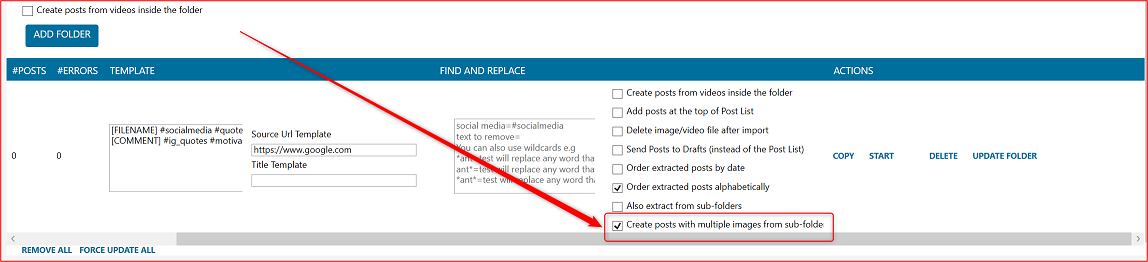 Create posts from videos inside the folder
ADD FOLDER
#POSTS #ERRORS TEMPLATE FIND AND REPLACE ACTIONS
0
0
[FILENAME] #socialmedia #quote
[COMMENT] #ig_quotes #motiva
Source Url Template
https://www.google.com
Title Template
social media=#socialmedia
text to remove=
You can also use wildcards e.g
*ant=test will replace any word tha
ant*=test will replace any word tha
*ant*=test will replace any word tha
Create posts from videos inside the folder
Add posts at the top of Post List
Delete image/video file after import
Send Posts to Drafts (instead of the Post List)
Order extracted posts by date
Order extracted posts alphabetically
Also extract from sub-folders
Create posts with multiple images from sub-folde
COPY START DELETE UPDATE FOLDER
REMOVE ALL FORCE UPDATE ALL